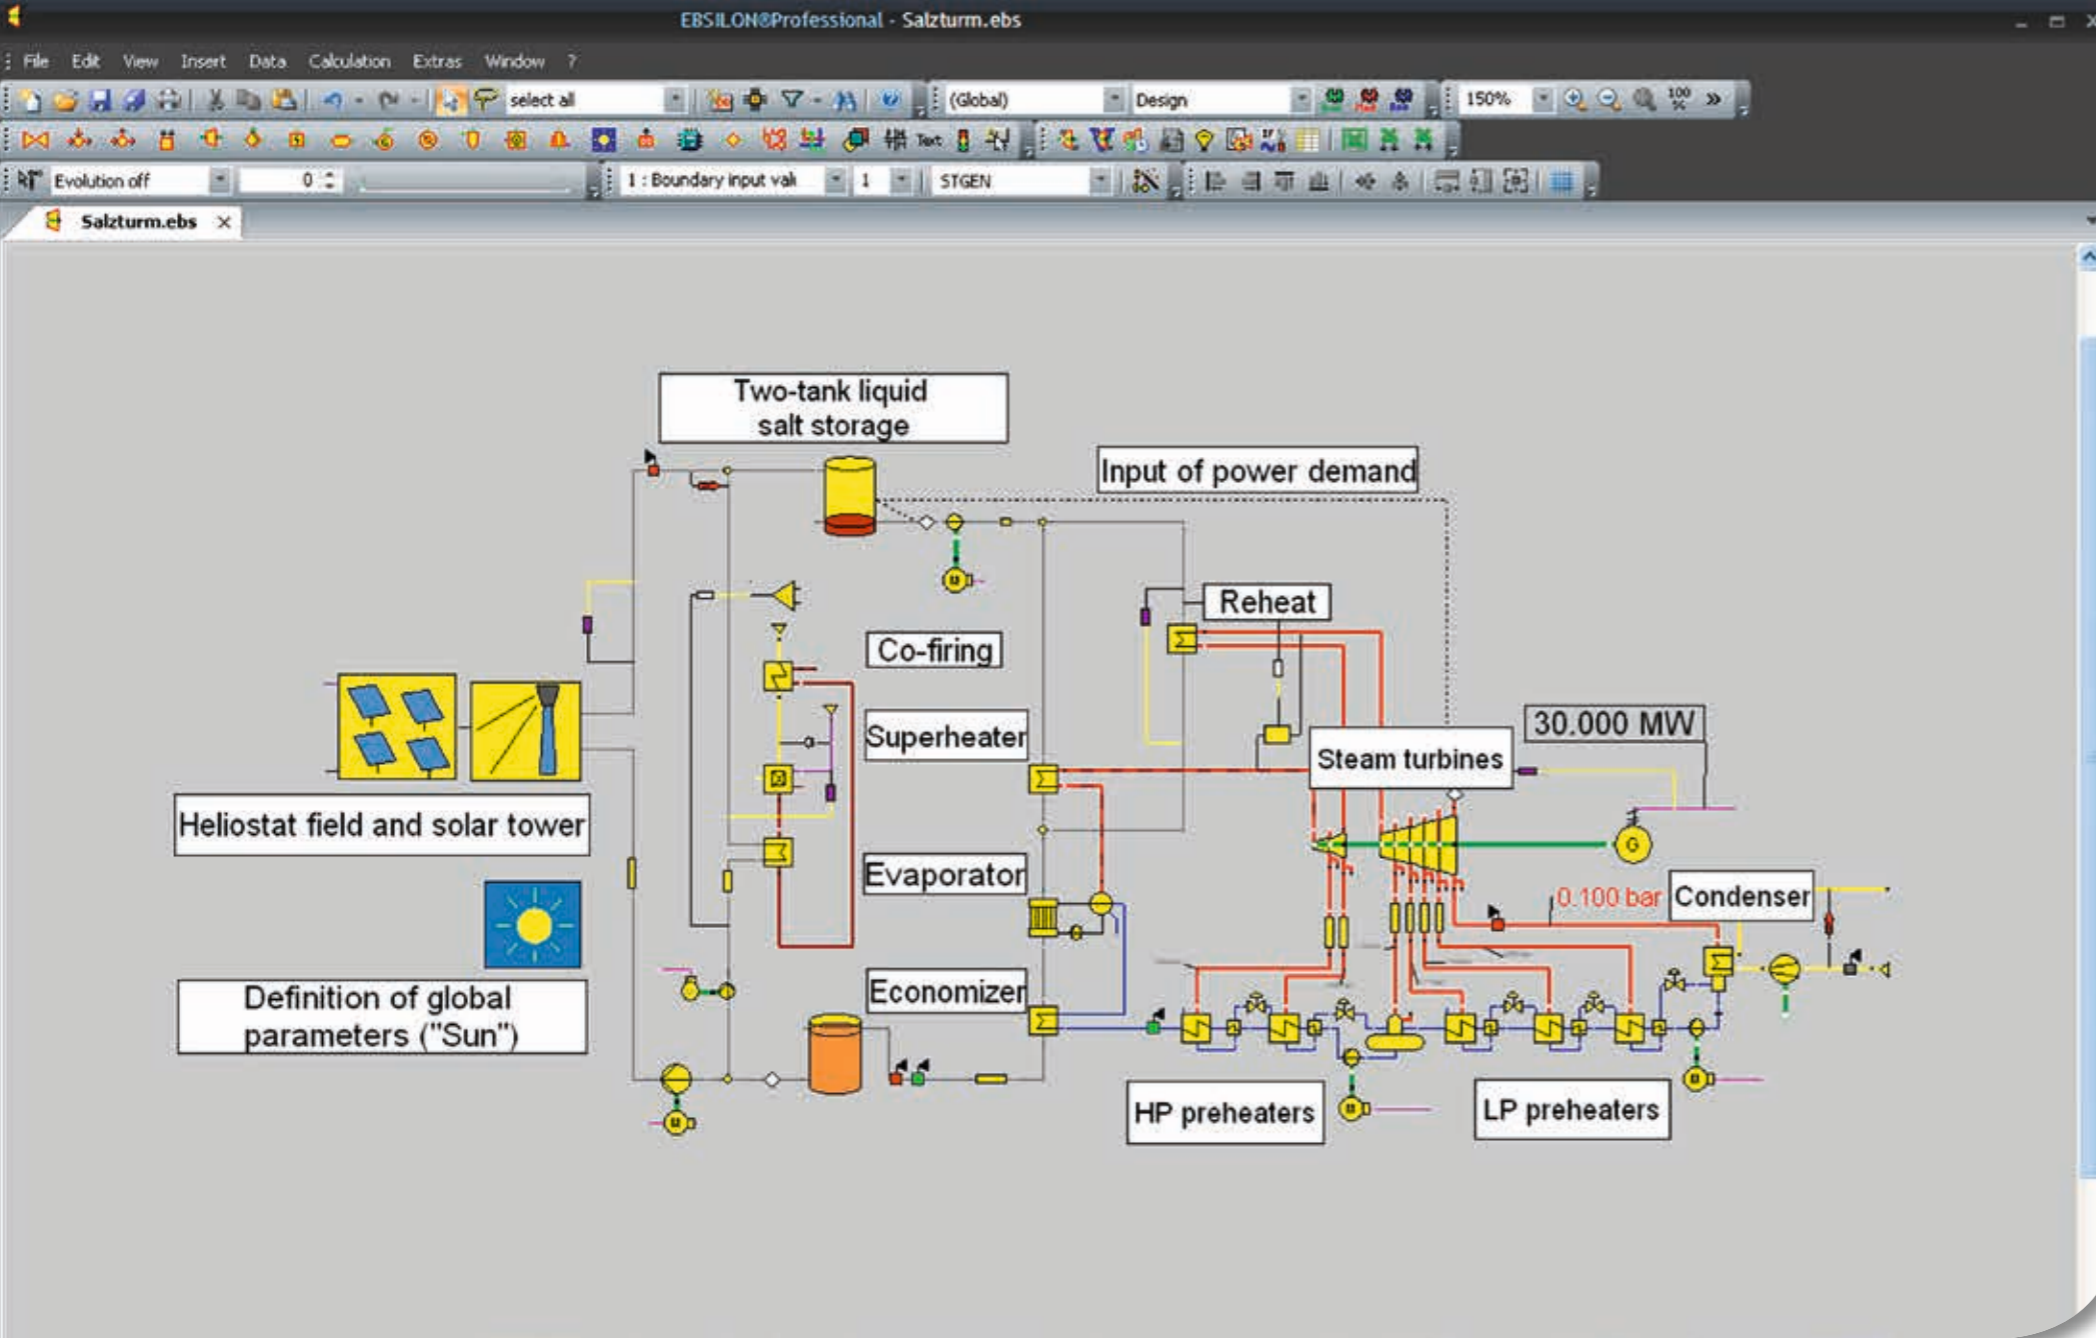 EBSILON®Professional - Salzturm.ebs
File Edit View Insert Data Calculation Extras Window ?
select all
(Global)
Design
150%
100 %
Text
Evolution off
0
1 : Boundary input valı
1
STGEN
Salzturm.ebs
Two-tank liquid
salt storage
Input of power demand
Reheat
Co-firing
30.000 MW
Superheater
Steam turbines
Heliostat field and solar tower
G
Evaporator
0.100 bar
Condenser
Economizer
Definition of global
parameters ("Sun")
HP preheaters
LP preheaters